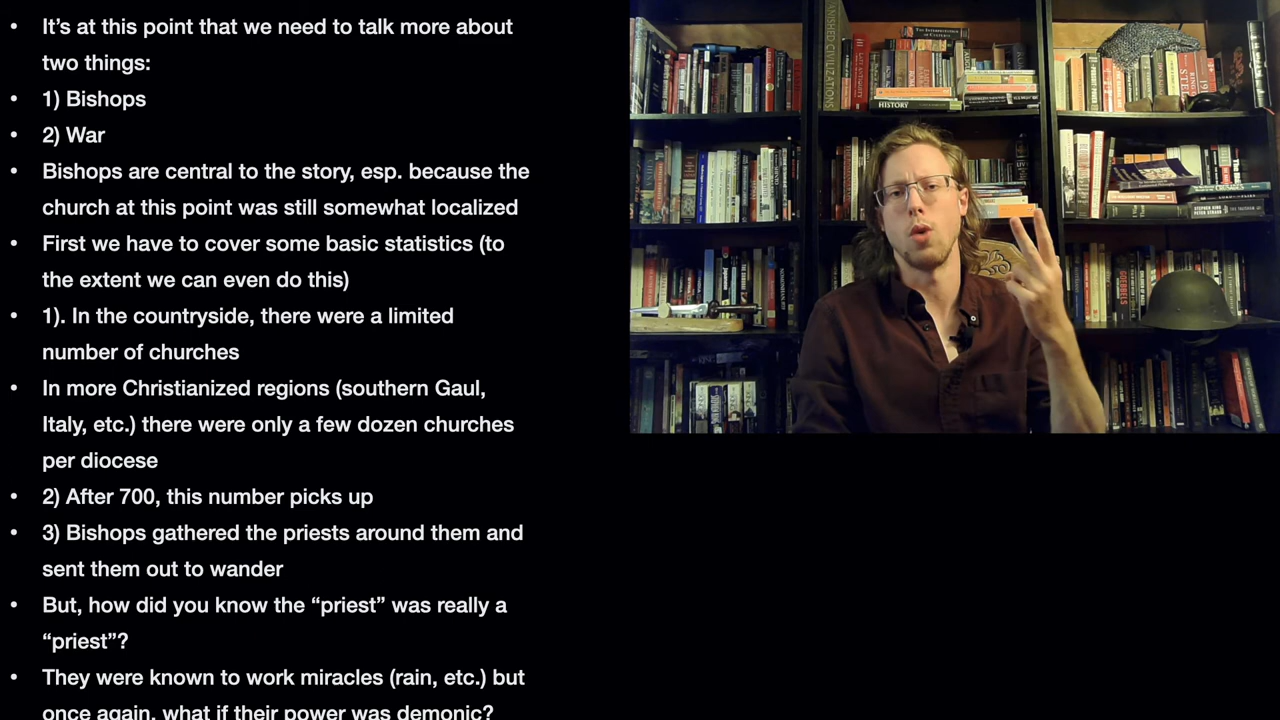 • It’s at this point that we need to talk more about
two things:
• 1) Bishops
• 2) War
• Bishops are central to the story, esp. because the
church at this point was still somewhat localized
• First we have to cover some basic statistics (to
the extent we can even do this)
• 1). In the countryside, there were a limited
number of churches
• In more Christianized regions (southern Gaul,
Italy, etc.) there were only a few dozen churches
per diocese
• 2) After 700, this number picks up
• 3) Bishops gathered the priests around them and
sent them out to wander
• But, how did you know the “priest” was really a
“priest”?
• They were known to work miracles (rain, etc.) but
once again, what if their power was demonic?
VANISHED CIVILIZATIONS
HISTORY
GOEBBELS